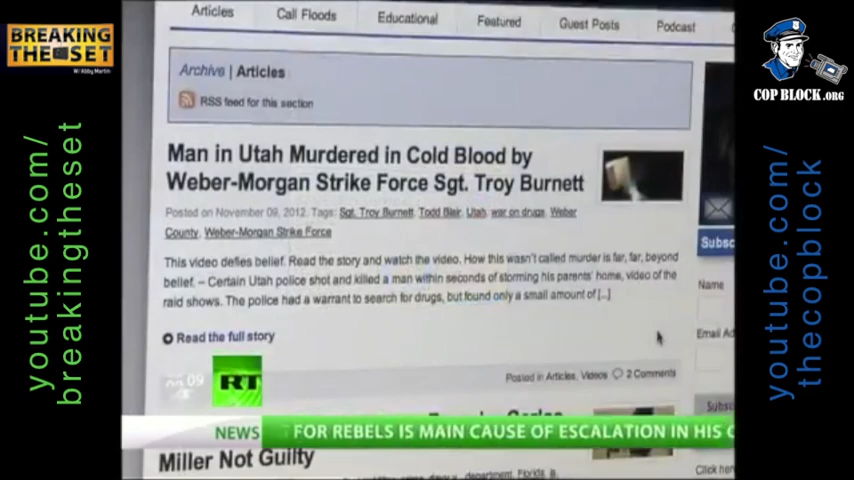 BREAKING
THE SET
W/ Abby Martin
youtube.com/
breakingtheset
Articles Call Floods Educational Featured Guest Posts Podcast
Archive | Articles
RSS feed for this section
Man in Utah Murdered in Cold Blood by
Weber-Morgan Strike Force Sgt. Troy Burnett
Posted on November 09, 2012. Tags: Sgt. Troy Burnett, Todd Blair, Utah, war on drugs, Weber
County, Weber-Morgan Strike Force
This video defies belief. Read the story and watch the video. How this wasn't called murder is far, far, beyond
belief. – Certain Utah police shot and killed a man within seconds of storming his parents' home, video of the
raid shows. The police had a warrant to search for drugs, but found only a small amount of [...]
Read the full story
09
RT
Posted in Articles, Videos 2 Comments
NEWS FOR REBELS IS MAIN CAUSE OF ESCALATION IN HIS
Miller Not Guilty
Subsc
Name
Email Ad
Subsc
Click her
COP BLOCK.ORG
youtube.com/
thecopblock